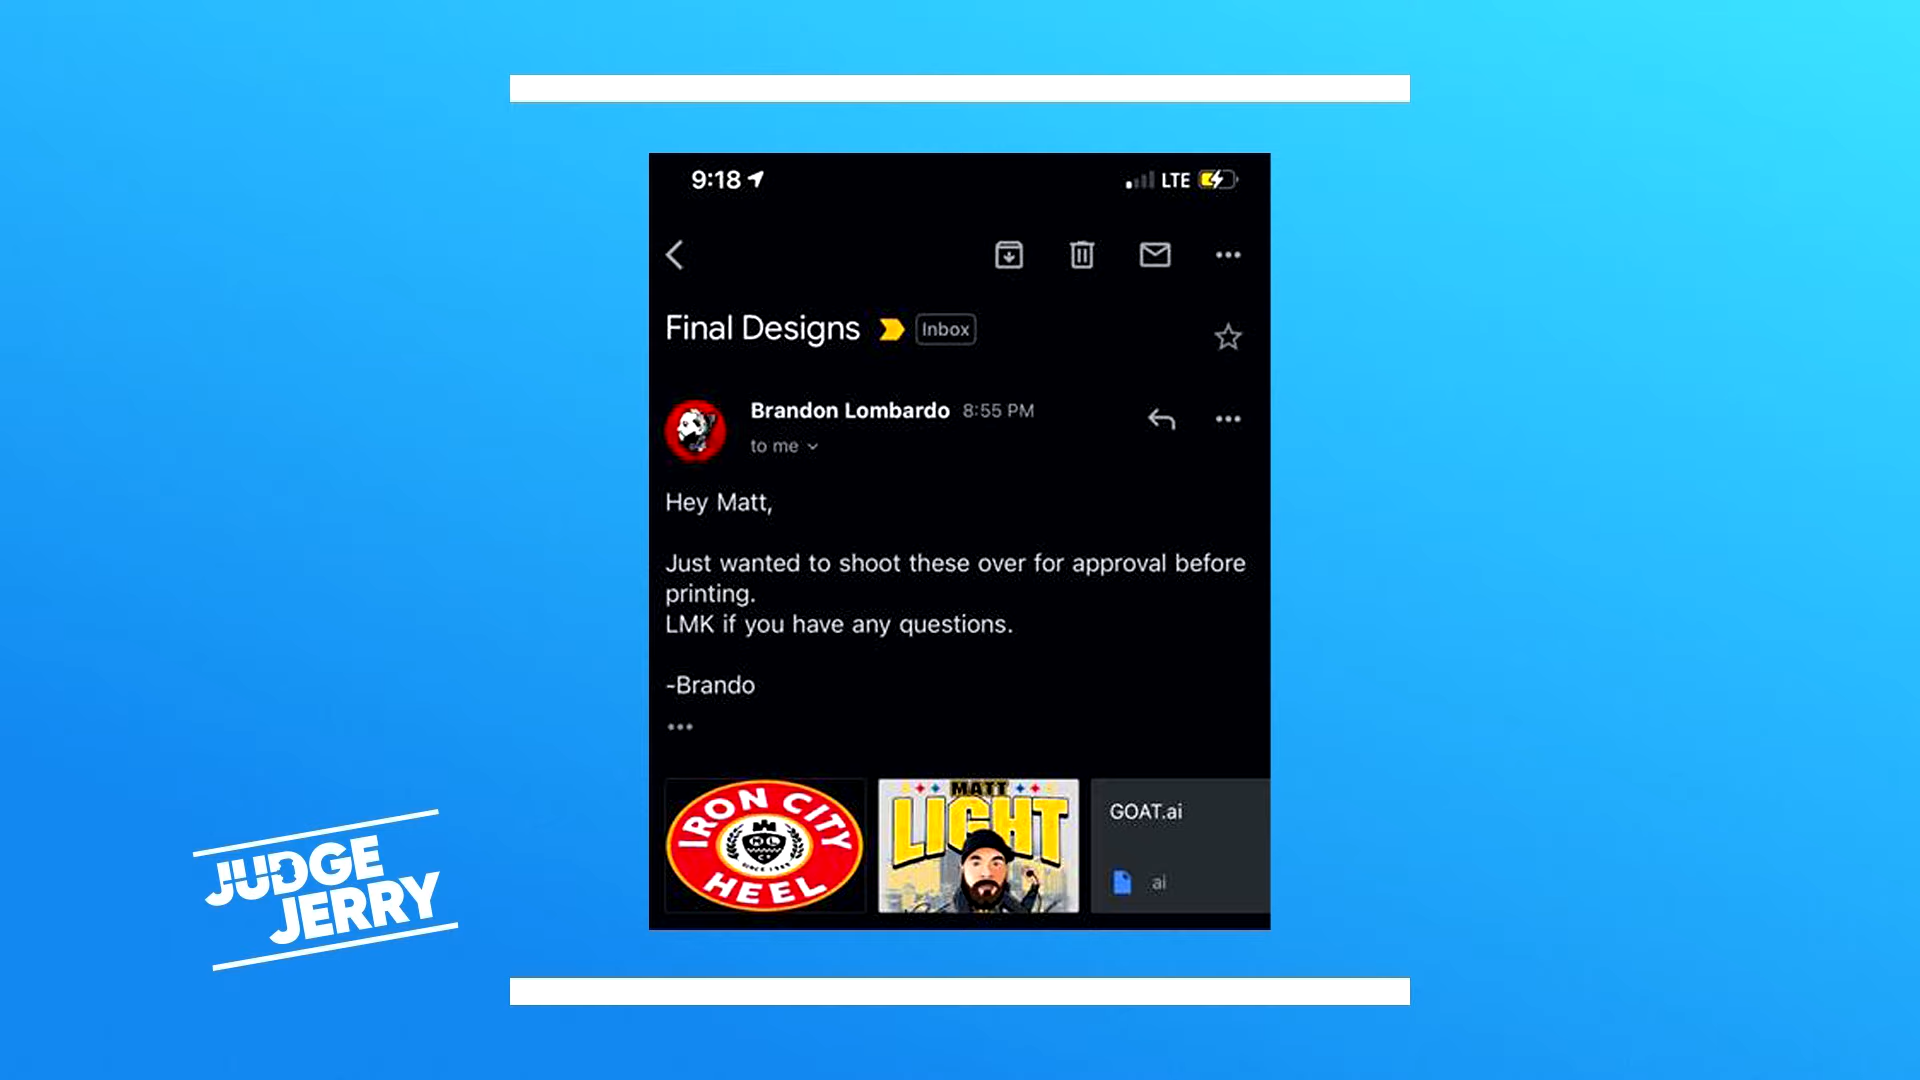 9:18
LTE
Final Designs
Inbox
Brandon Lombardo 8:55 PM
to me
Hey Matt,
Just wanted to shoot these over for approval before
printing.
LMK if you have any questions.
-Brando
IRON CITY
HEEL
MATT
LIGHT
GOAT.ai
ai
JUDGE
JERRY